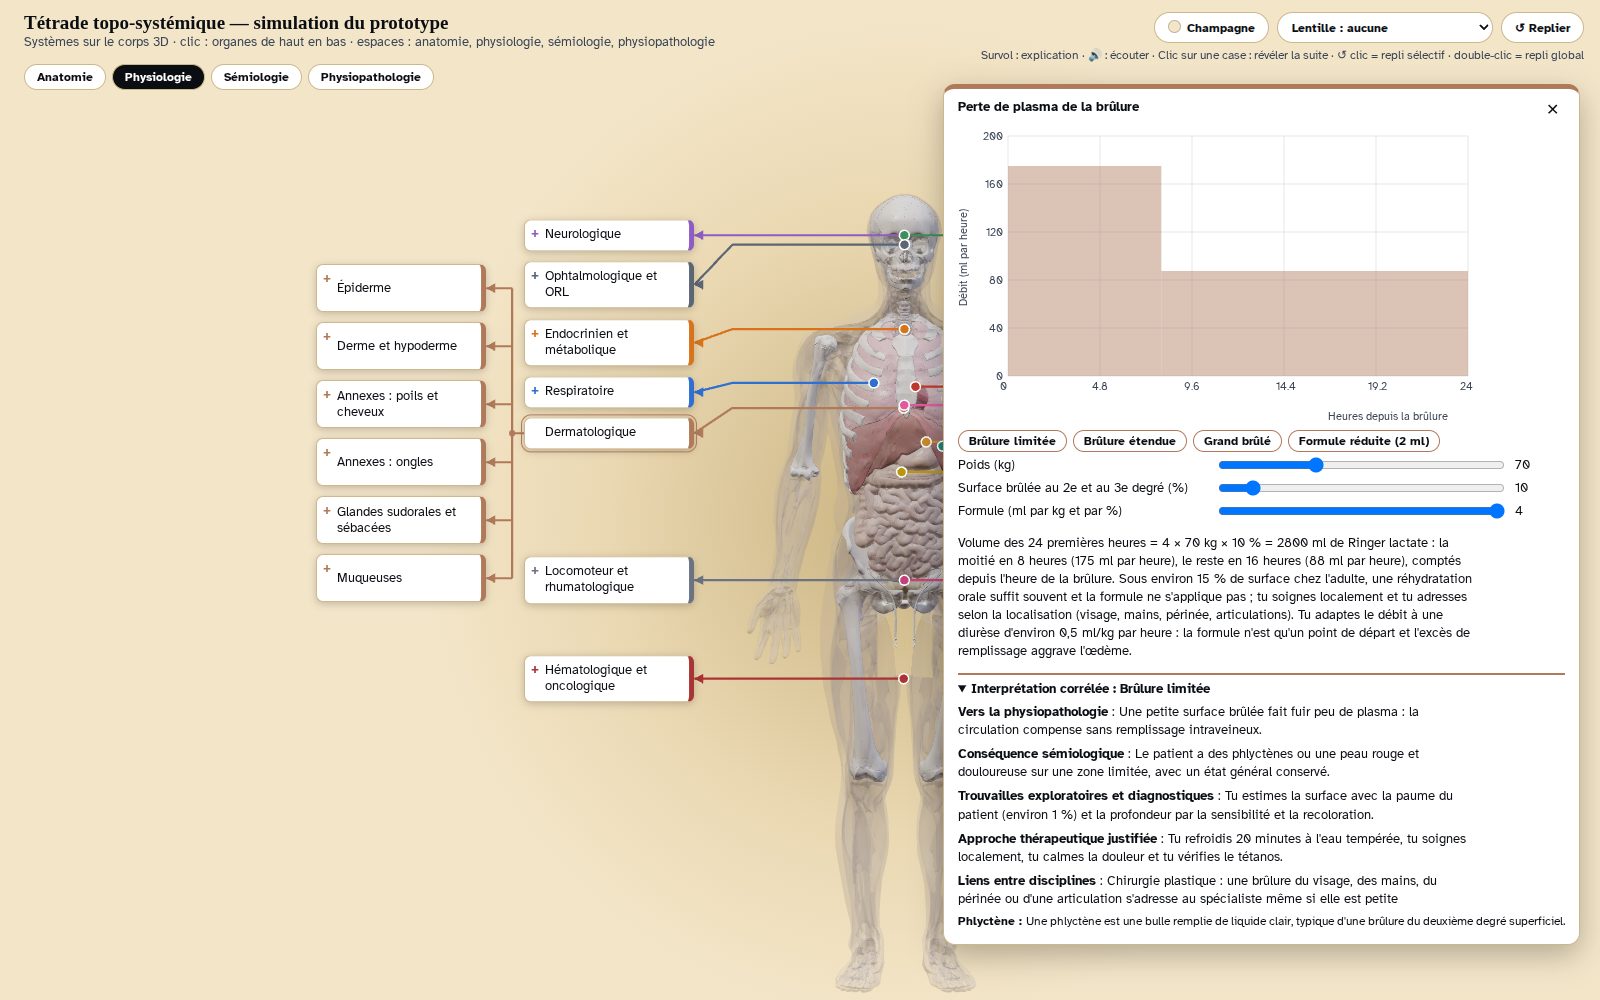 Tétrade topo-systémique — simulation du prototype
Systèmes sur le corps 3D · clic : organes de haut en bas · espaces : anatomie, physiologie, sémiologie, physiopathologie
Anatomie
Physiologie
Sémiologie
Physiopathologie
Champagne
Lentille : aucune
↺ Replier
Survol : explication · 🔊 : écouter · Clic sur une case : révéler la suite · ↺ clic = repli sélectif · double-clic = repli global
+ Épiderme
+ Derme et hypoderme
+ Annexes : poils et
cheveux
+ Annexes : ongles
+ Glandes sudorales et
sébacées
+ Muqueuses
+ Neurologique
+ Ophtalmologique et
ORL
+ Endocrinien et
métabolique
+ Respiratoire
Dermatologique
+ Locomoteur et
rhumatologique
+ Hématologique et
oncologique
Perte de plasma de la brûlure
✕
Débit (ml par heure)
200
160
120
80
40
0
0 4.8 9.6 14.4 19.2 24
Heures depuis la brûlure
Brûlure limitée
Brûlure étendue
Grand brûlé
Formule réduite (2 ml)
Poids (kg) 70
Surface brûlée au 2e et au 3e degré (%) 10
Formule (ml par kg et par %) 4
Volume des 24 premières heures = 4 × 70 kg × 10 % = 2800 ml de Ringer lactate : la
moitié en 8 heures (175 ml par heure), le reste en 16 heures (88 ml par heure), comptés
depuis l'heure de la brûlure. Sous environ 15 % de surface chez l'adulte, une réhydratation
orale suffit souvent et la formule ne s'applique pas ; tu soignes localement et tu adresses
selon la localisation (visage, mains, périnée, articulations). Tu adaptes le débit à une
diurèse d'environ 0,5 ml/kg par heure : la formule n'est qu'un point de départ et l'excès de
remplissage aggrave l'œdème.
▼ Interprétation corrélée : Brûlure limitée
Vers la physiopathologie : Une petite surface brûlée fait fuir peu de plasma : la
circulation compense sans remplissage intraveineux.
Conséquence sémiologique : Le patient a des phlyctènes ou une peau rouge et
douloureuse sur une zone limitée, avec un état général conservé.
Trouvailles exploratoires et diagnostiques : Tu estimes la surface avec la paume du
patient (environ 1 %) et la profondeur par la sensibilité et la recoloration.
Approche thérapeutique justifiée : Tu refroidis 20 minutes à l'eau tempérée, tu soignes
localement, tu calmes la douleur et tu vérifies le tétanos.
Liens entre disciplines : Chirurgie plastique : une brûlure du visage, des mains, du
périnée ou d'une articulation s'adresse au spécialiste même si elle est petite
Phlyctène : Une phlyctène est une bulle remplie de liquide clair, typique d'une brûlure du deuxième degré superficiel.